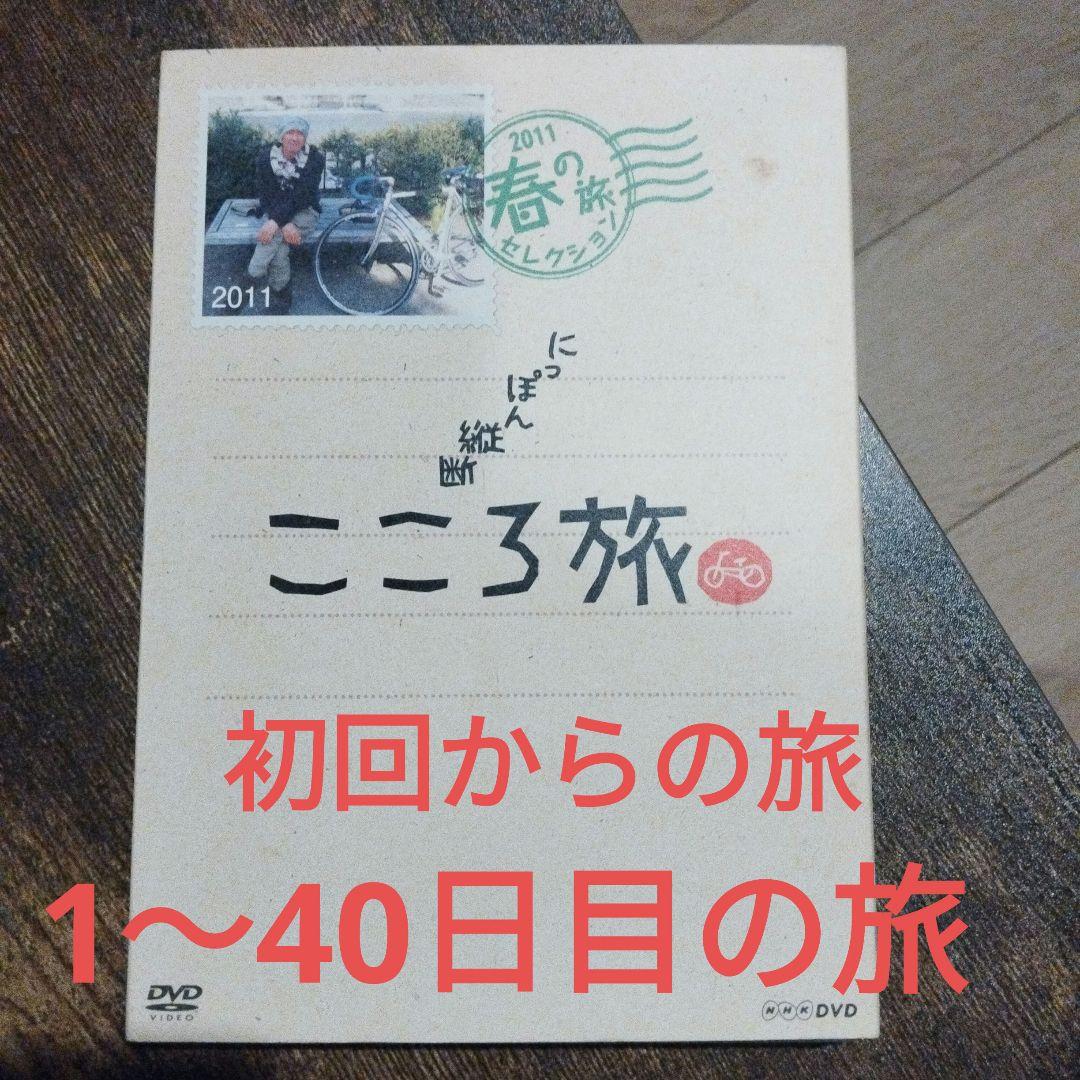 2011
2011
春の旅
セレクション
にっぽん
縦断
こころ旅
初回からの旅
1〜40日目の旅
DVD
VIDEO
NHK DVD